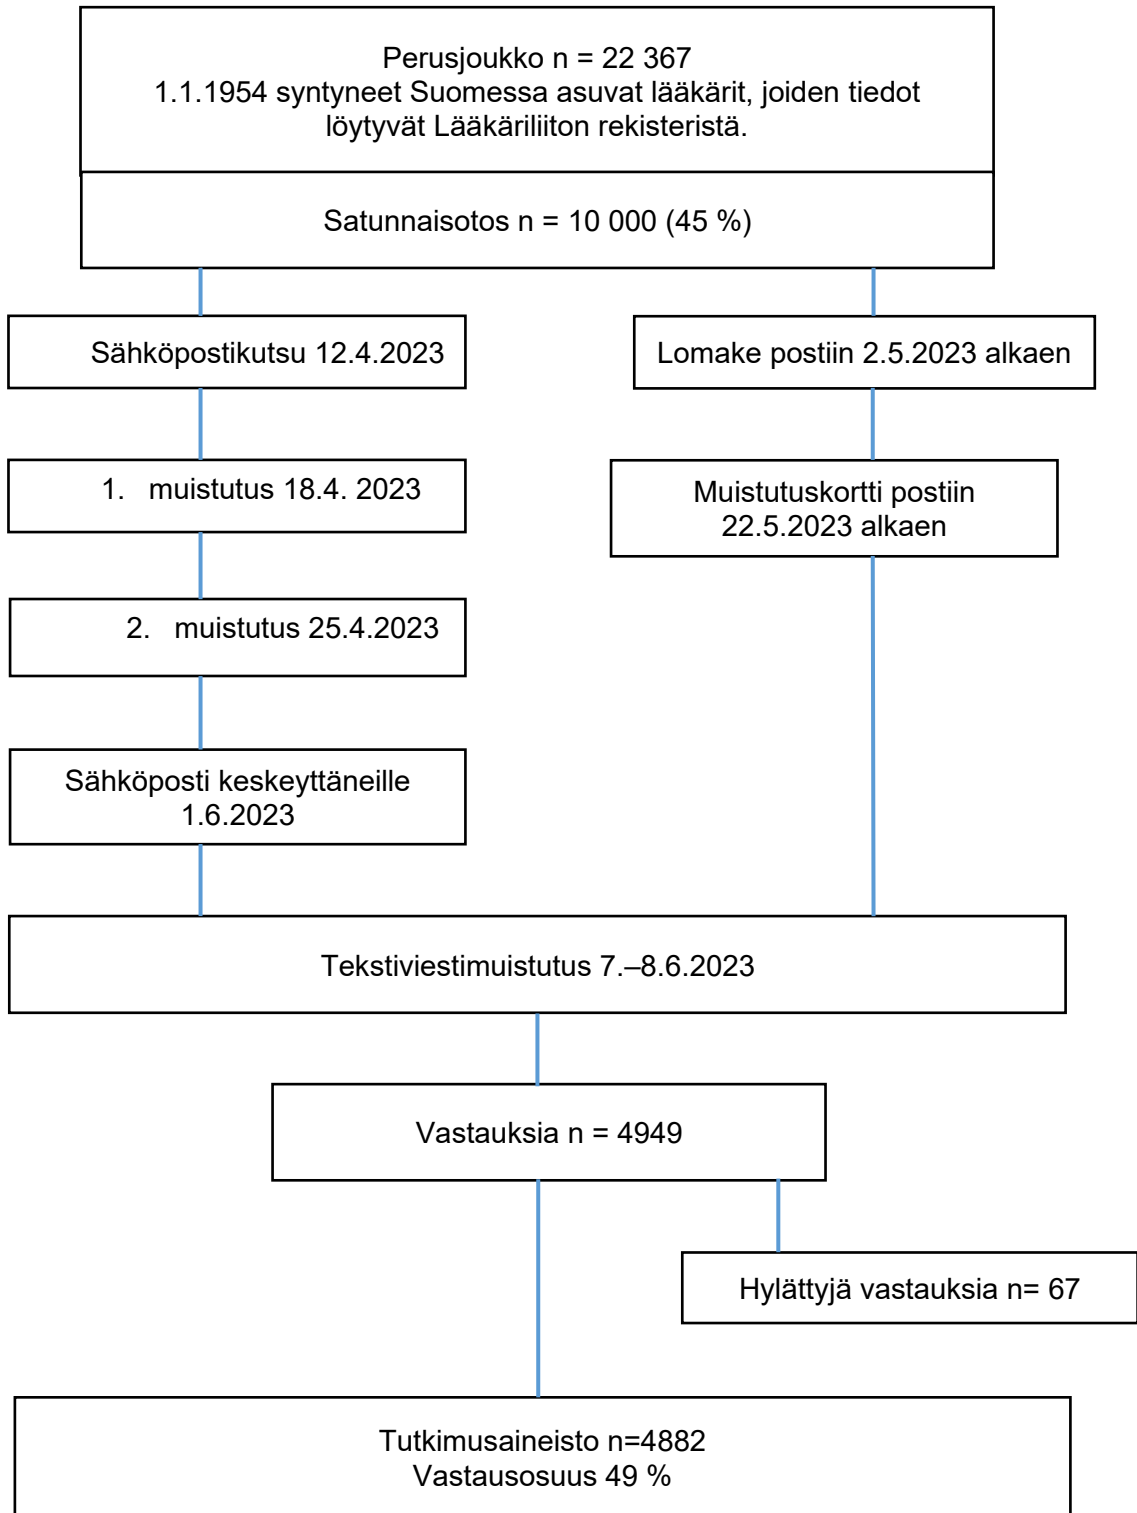 Perusjoukko n = 22 367
1.1.1954 syntyneet Suomessa asuvat lääkärit, joiden tiedot
löytyvät Lääkäriliiton rekisteristä.
Satunnaisotos n = 10 000 (45 %)
Sähköpostikutsu 12.4.2023
Lomake postiin 2.5.2023 alkaen
1. muistutus 18.4. 2023
Muistutuskortti postiin
22.5.2023 alkaen
2. muistutus 25.4.2023
Sähköposti keskeyttäneille
1.6.2023
Tekstiviestimuistutus 7.–8.6.2023
Vastauksia n = 4949
Hylättyjä vastauksia n= 67
Tutkimusaineisto n=4882
Vastausosuus 49 %